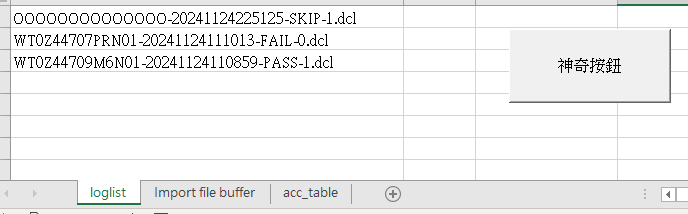 OOOOOOOOOOOOOO-20241124225125-SKIP-1.dcl
WT0Z44707PRN01-20241124111013-FAIL-0.dcl
WT0Z44709M6N01-20241124110859-PASS-1.dcl
神奇按鈕
loglist
Import file buffer
acc_table